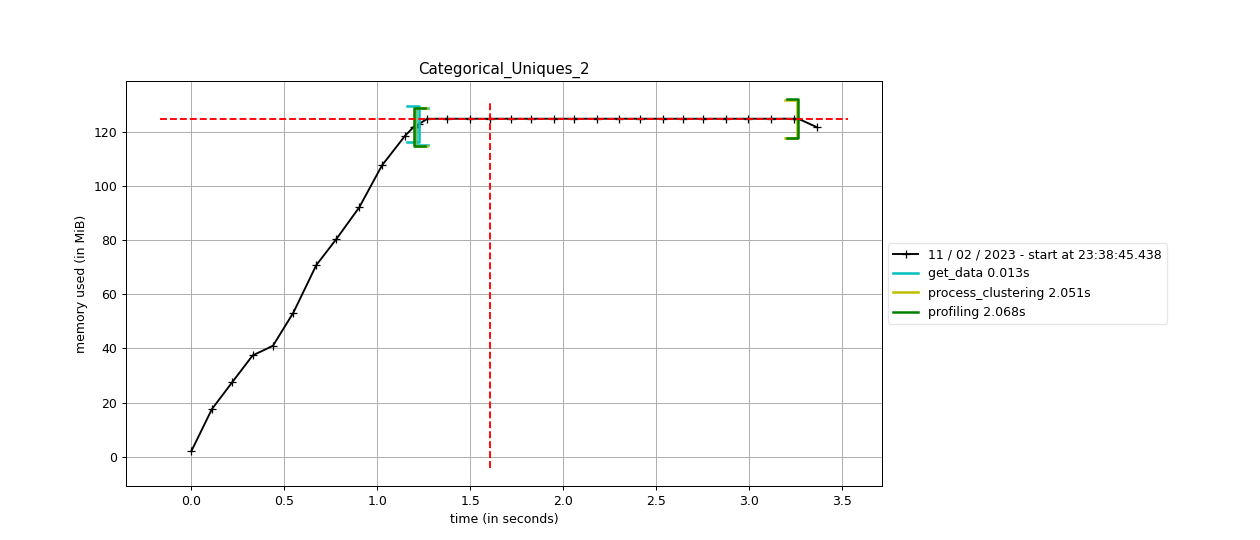 Categorical_Uniques_2
120
100
80
60
40
20
0
memory used (in MiB)
0.0 0.5 1.0 1.5 2.0 2.5 3.0 3.5
time (in seconds)
11 / 02 / 2023 - start at 23:38:45.438
get_data 0.013s
process_clustering 2.051s
profiling 2.068s